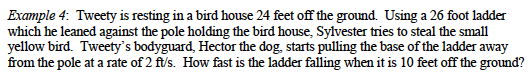 Example 4: Tweety is resting in a bird house 24 feet off the ground. Using a 26 foot ladder
which he leaned against the pole holding the bird house, Sylvester tries to steal the small
yellow bird. Tweety's bodyguard, Hector the dog, starts pulling the base of the ladder away
from the pole at a rate of 2 ft/s. How fast is the ladder falling when it is 10 feet off the ground?